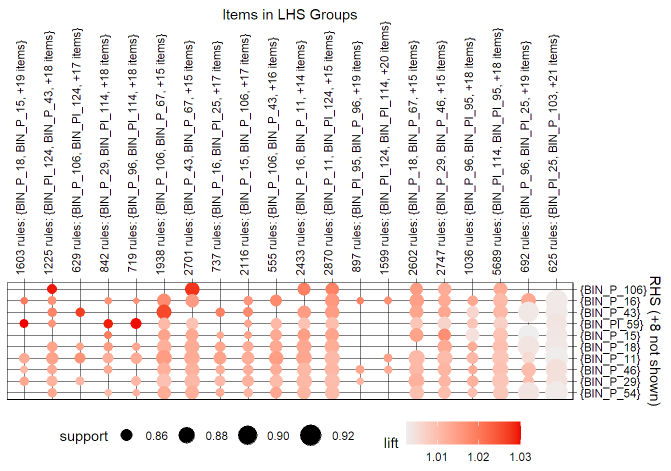 Items in LHS Groups
1603 rules: {BIN_P_18, BIN_P_15, +19 items}
1225 rules: {BIN_PI_124, BIN_P_43, +18 items}
629 rules: {BIN_P_106, BIN_PI_124, +17 items}
842 rules: {BIN_P_29, BIN_PI_114, +18 items}
719 rules: {BIN_P_96, BIN_PI_114, +18 items}
1938 rules: {BIN_P_106, BIN_P_67, +15 items}
2701 rules: {BIN_P_43, BIN_P_67, +15 items}
737 rules: {BIN_P_16, BIN_P_25, +17 items}
2116 rules: {BIN_P_15, BIN_P_106, +17 items}
555 rules: {BIN_P_106, BIN_P_43, +16 items}
2433 rules: {BIN_P_16, BIN_P_11, +14 items}
2870 rules: {BIN_P_11, BIN_PI_124, +15 items}
897 rules: {BIN_PI_95, BIN_P_96, +19 items}
1599 rules: {BIN_PI_124, BIN_PI_114, +20 items}
2602 rules: {BIN_P_18, BIN_P_67, +15 items}
2747 rules: {BIN_P_29, BIN_P_46, +15 items}
1036 rules: {BIN_P_96, BIN_PI_95, +18 items}
5689 rules: {BIN_PI_114, BIN_PI_95, +18 items}
692 rules: {BIN_P_96, BIN_P_25, +19 items}
625 rules: {BIN_PI_25, BIN_P_103, +21 items}
{BIN_P_106}
{BIN_P_16}
{BIN_P_43}
{BIN_PI_59}
{BIN_P_15}
{BIN_P_18}
{BIN_P_11}
{BIN_P_46}
{BIN_P_29}
{BIN_P_54}
RHS (+8 not shown)
support 0.86 0.88 0.90 0.92
lift
1.01 1.02 1.03